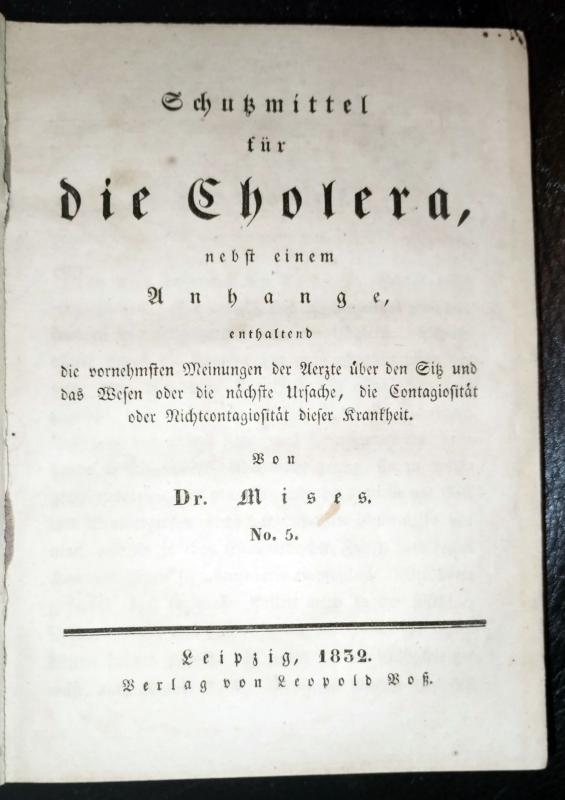 Schutzmittel
für
die Cholera,
nebst einem
Anhange,
enthaltend
die vornehmsten Meinungen der Aerzte über den Sitz und
das Wesen oder die nächste Ursache, die Contagiosität
oder Nichtcontagiosität dieser Krankheit.
Von
Dr. Mises.
No. 5.
Leipzig, 1832.
Verlag von Leopold Voß.